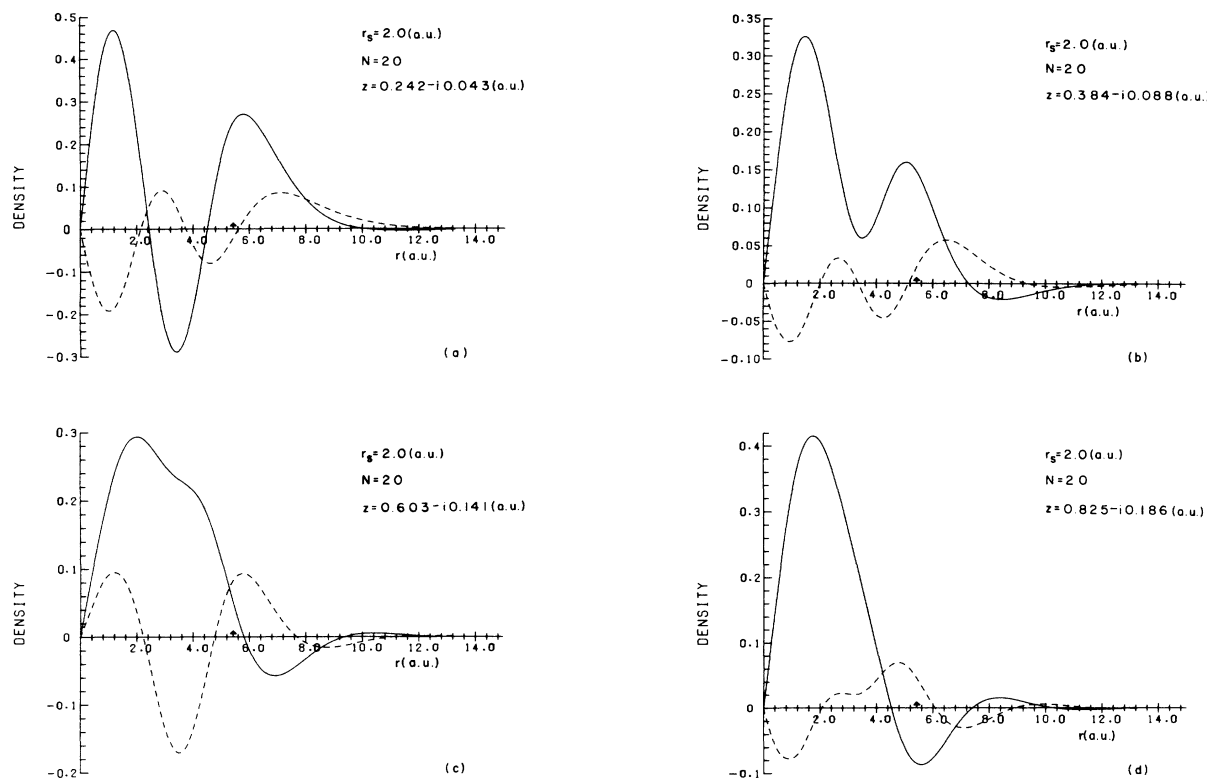 0.5
0.4
0.3
0.2
0.1
0
-0.1
-0.2
-0.3
DENSITY
2.0
4.0
6.0
8.0
10.0
12.0
14.0
r(a.u.)
rs=2.0(a.u.)
N=20
z=0.242-i0.043(a.u.)
(a)
0.35
0.30
0.25
0.20
0.15
0.10
0.05
0
-0.05
-0.10
DENSITY
2.0
4.0
6.0
8.0
10.0
12.0
14.0
r(a.u.)
rs=2.0(a.u.)
N=20
z=0.384-i0.088(a.u.)
(b)
0.3
0.2
0.1
0
-0.1
-0.2
DENSITY
2.0
4.0
6.0
8.0
10.0
12.0
14.0
r(a.u.)
rs=2.0(a.u.)
N=20
z=0.603-i0.141(a.u.)
(c)
0.4
0.3
0.2
0.1
0
-0.1
DENSITY
2.0
4.0
6.0
8.0
10.0
12.0
14.0
r(a.u.)
rs=2.0(a.u.)
N=20
z=0.825-i0.186(a.u.)
(d)